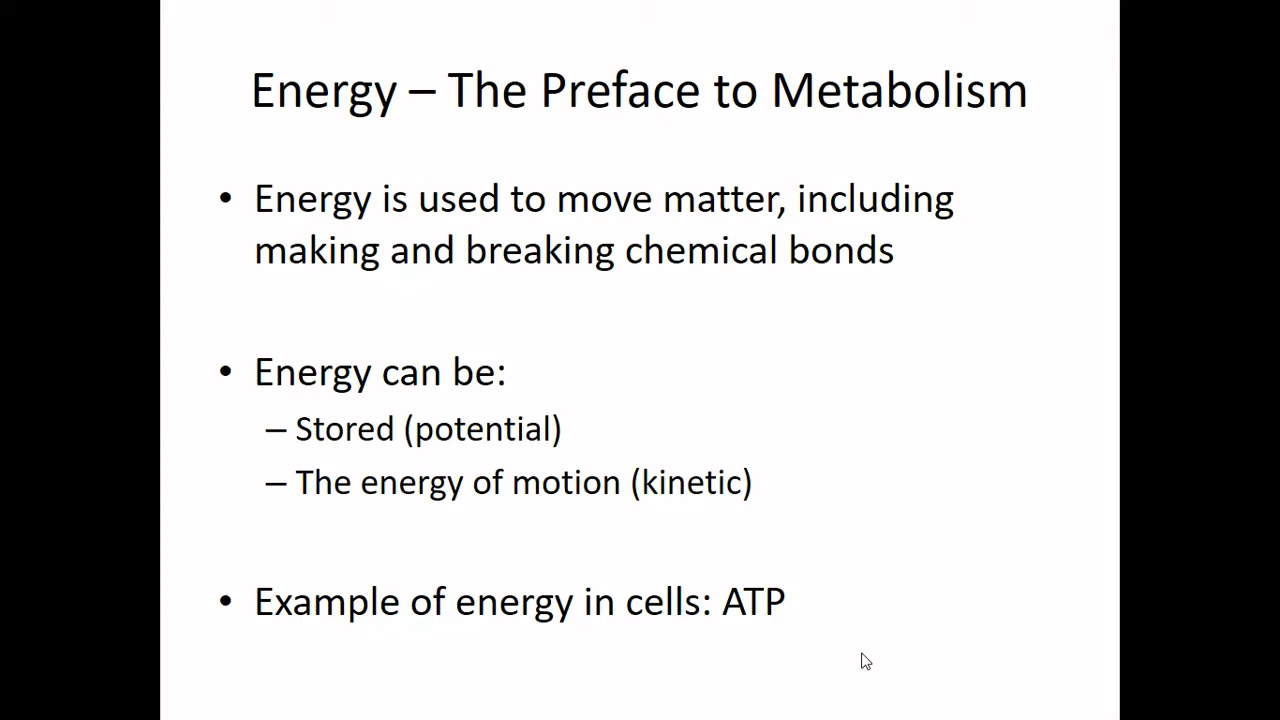 Energy – The Preface to Metabolism
• Energy is used to move matter, including
making and breaking chemical bonds
• Energy can be:
– Stored (potential)
– The energy of motion (kinetic)
• Example of energy in cells: ATP